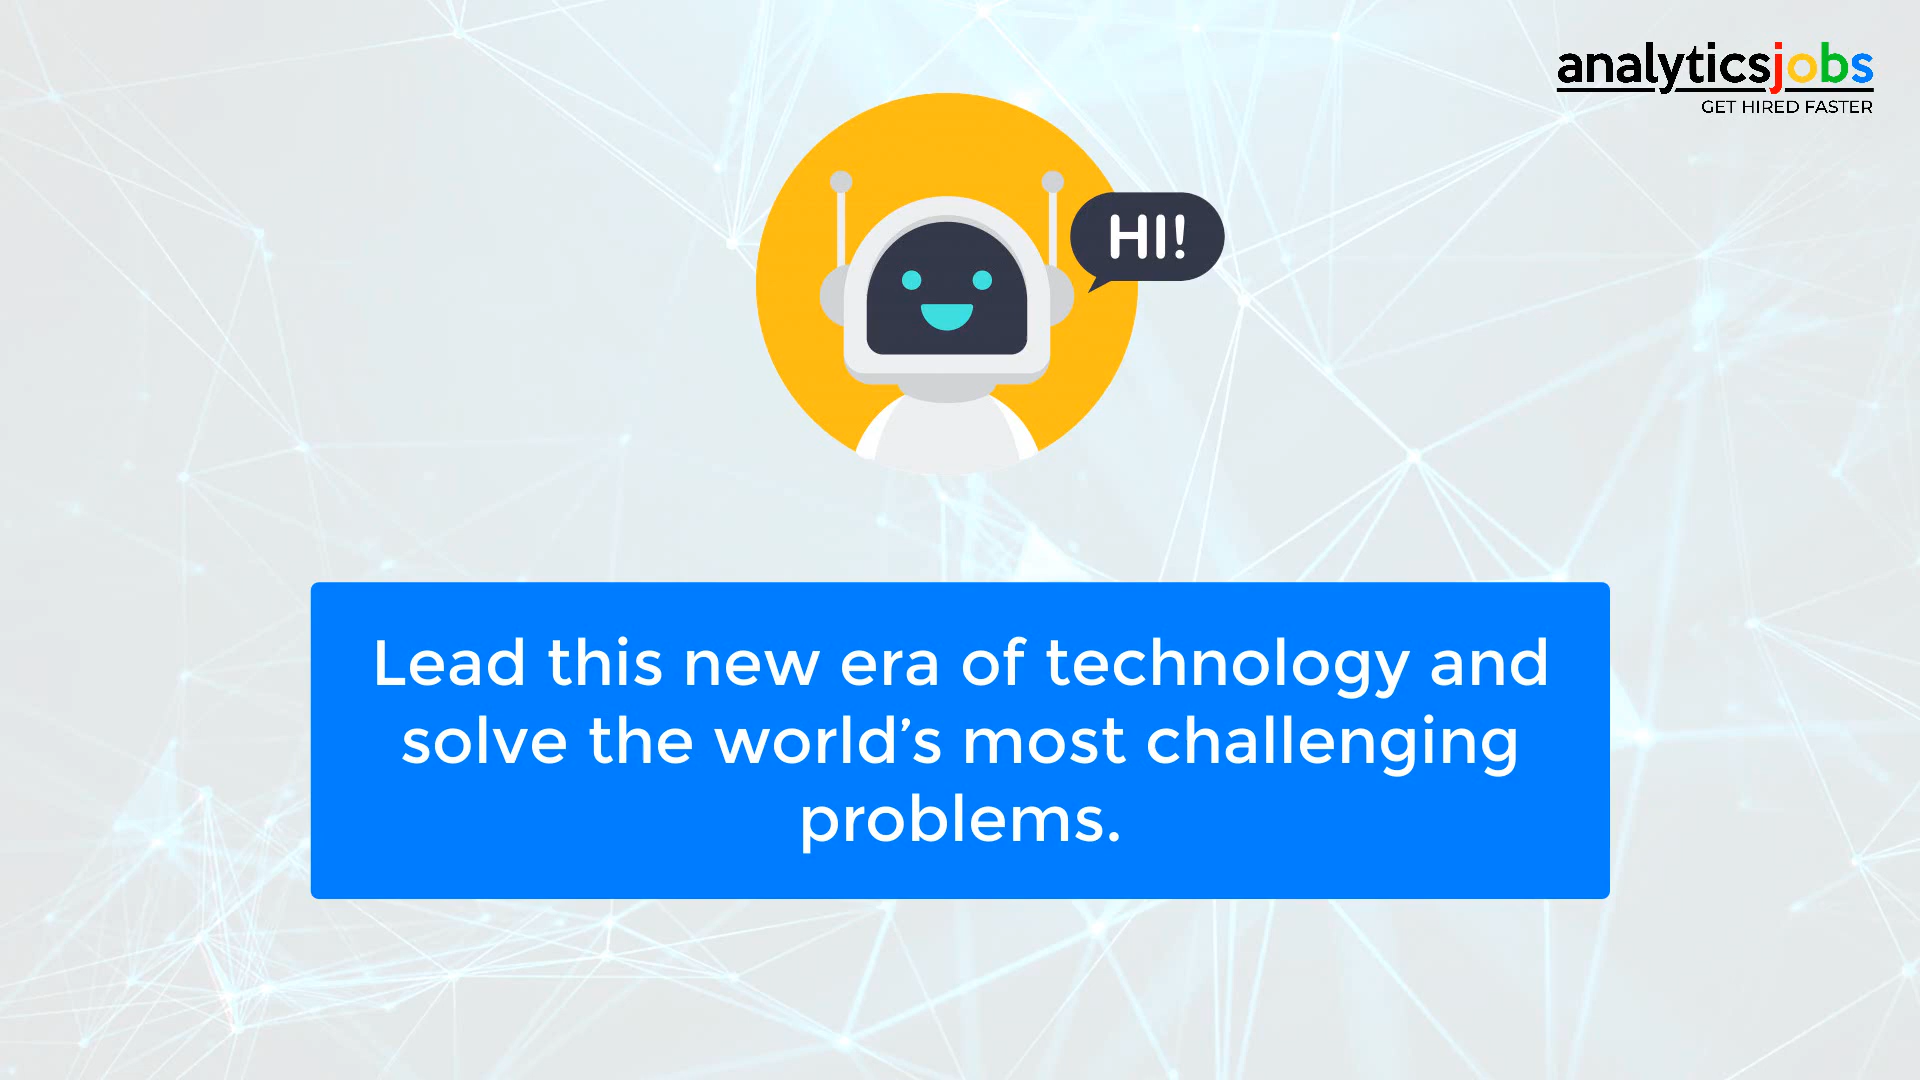 analyticsjobs
GET HIRED FASTER
HI!
Lead this new era of technology and
solve the world’s most challenging
problems.